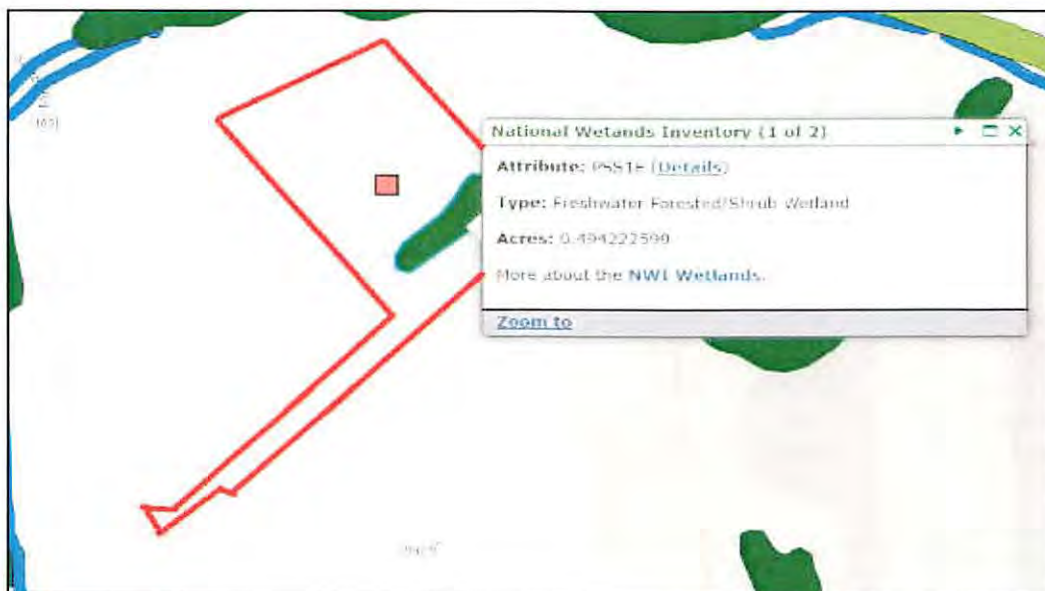 National Wetands Inventory (1 of 2)
Attribute: PSS1E (Details)
Type: Freshwater Forested/Shrub Wetland
Acres: 0.494222599
More about the NWI Wetlands.
Zoom to